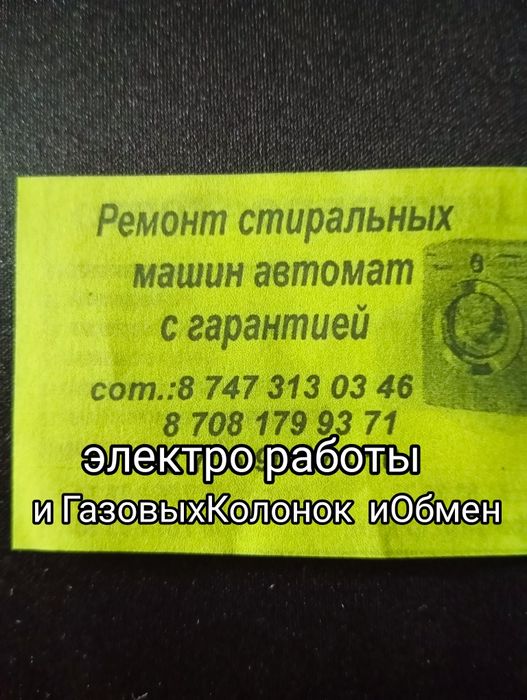 Ремонт стиральных
машин автомат
с гарантией
сот.:8 747 313 03 46
8 708 179 93 71
электро работы
и ГазовыхКолонок иОбмен